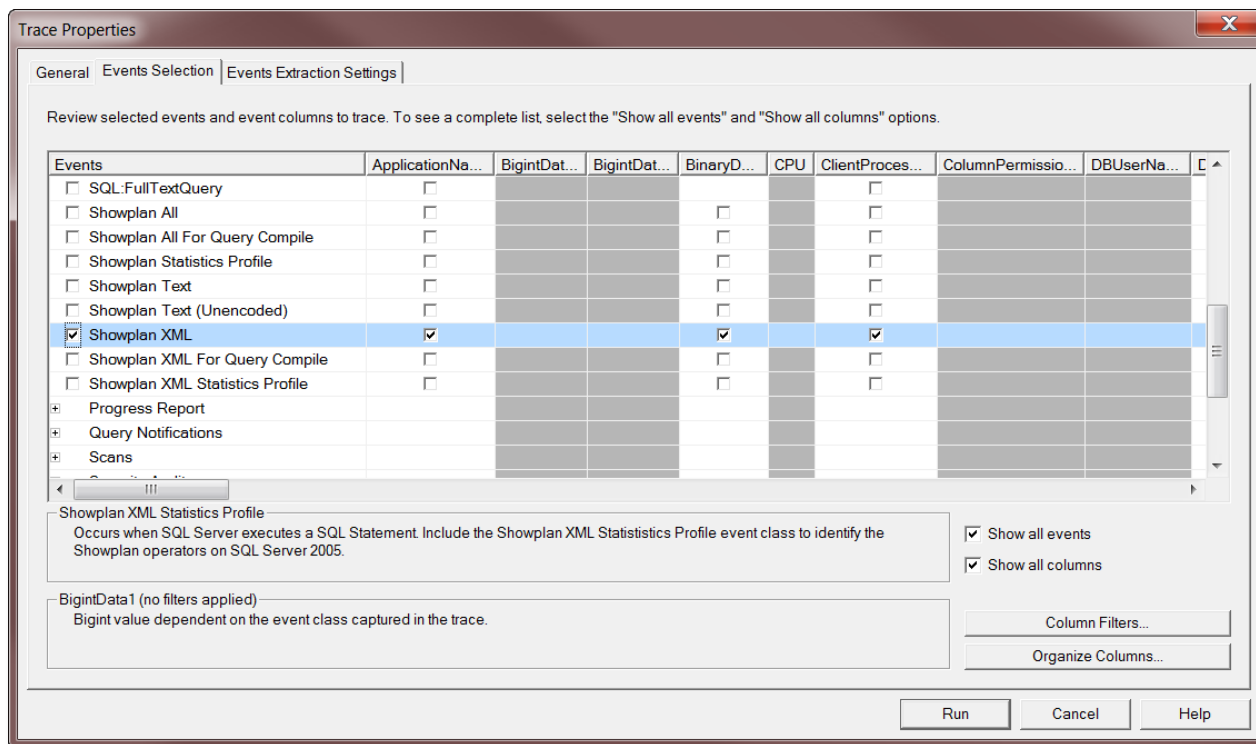 Trace Properties
General Events Selection Events Extraction Settings
Review selected events and event columns to trace. To see a complete list, select the "Show all events" and "Show all columns" options.
Events ApplicationNa... BigintDat... BigintDat... BinaryD... CPU ClientProces... ColumnPermissio... DBUserNa... D
SQL:FullTextQuery
Showplan All
Showplan All For Query Compile
Showplan Statistics Profile
Showplan Text
Showplan Text (Unencoded)
Showplan XML
Showplan XML For Query Compile
Showplan XML Statistics Profile
Progress Report
Query Notifications
Scans
Showplan XML Statistics Profile
Occurs when SQL Server executes a SQL Statement. Include the Showplan XML Statististics Profile event class to identify the
Showplan operators on SQL Server 2005.
Show all events
Show all columns
BigintData1 (no filters applied)
Bigint value dependent on the event class captured in the trace.
Column Filters...
Organize Columns...
Run Cancel Help